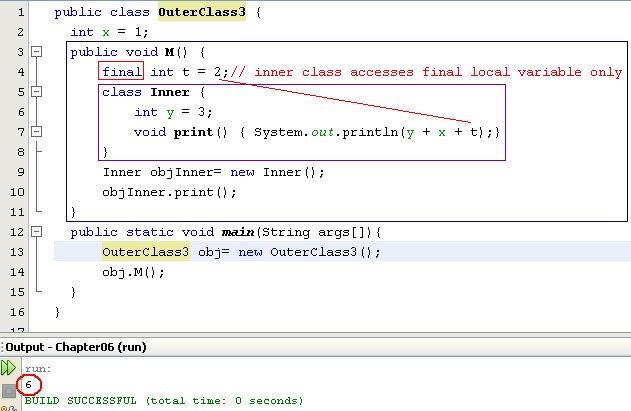 1 public class OuterClass3 {
2 int x = 1;
3 public void M() {
4 final int t = 2;// inner class accesses final local variable only
5 class Inner {
6 int y = 3;
7 void print() { System.out.println(y + x + t);}
8 }
9 Inner objInner= new Inner();
10 objInner.print();
11 }
12 public static void main(String args[]){
13 OuterClass3 obj= new OuterClass3();
14 obj.M();
15 }
16 }
17
Output - Chapter06 (run)
run:
6
BUILD SUCCESSFUL (total time: 0 seconds)